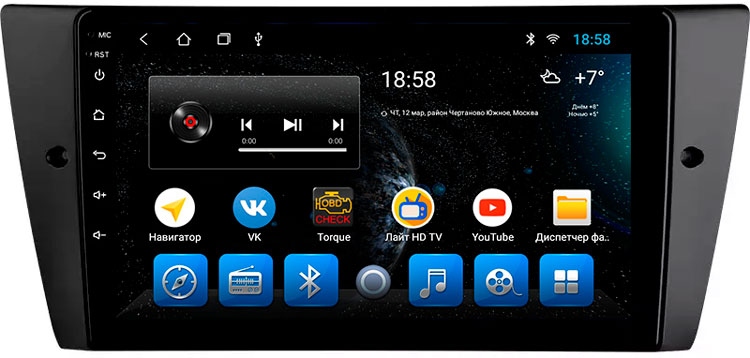 MIC
18:58
RST
18:58
+7°
ЧТ, 12 мар, район Чертаново Южное, Москва
Днём +8°
Ночью +5°
0:00
0:00
OBD
CHECK
Навигатор
VK
Torque
Лайт HD TV
YouTube
Диспетчер фа..